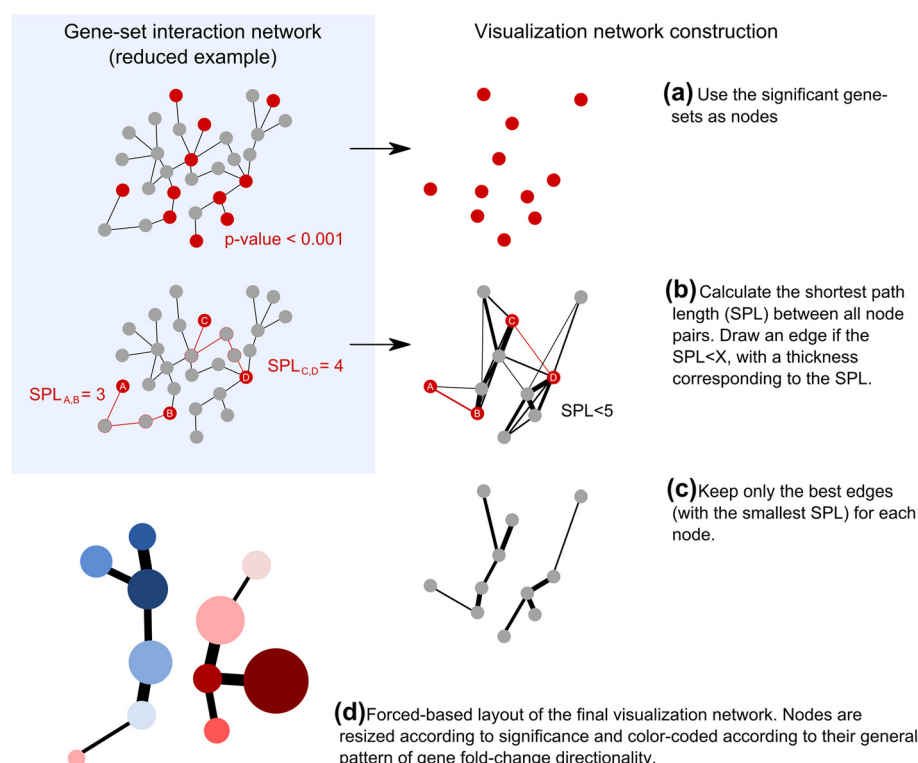 Gene-set interaction network
(reduced example)
Visualization network construction
(a) Use the significant gene-
sets as nodes
p-value < 0.001
(b) Calculate the shortest path
length (SPL) between all node
pairs. Draw an edge if the
SPL<X, with a thickness
corresponding to the SPL.
C
SPLC,D= 4
D
A
SPLA,B= 3
B
C
D
A
B
SPL<5
(c) Keep only the best edges
(with the smallest SPL) for each
node.
(d) Forced-based layout of the final visualization network. Nodes are
resized according to significance and color-coded according to their general
pattern of gene fold-change directionality.